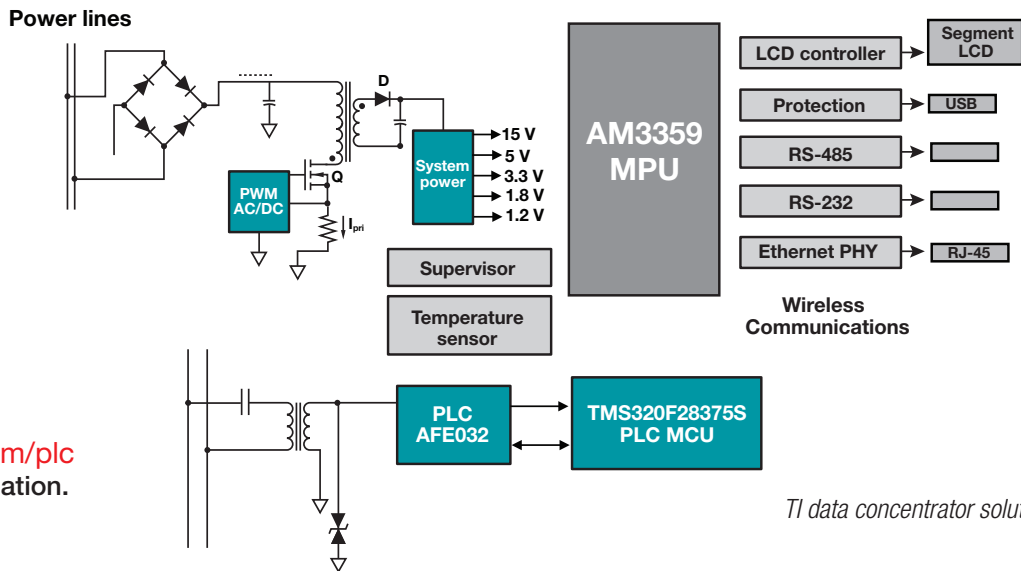 Power lines
D
Q
I pri
PWM
AC/DC
System
power
15 V
5 V
3.3 V
1.8 V
1.2 V
Supervisor
Temperature
sensor
AM3359
MPU
LCD controller
Segment
LCD
Protection
USB
RS-485
RS-232
Ethernet PHY
RJ-45
Wireless
Communications
PLC
AFE032
TMS320F28375S
PLC MCU
m/plc
ation.
TI data concentrator solut